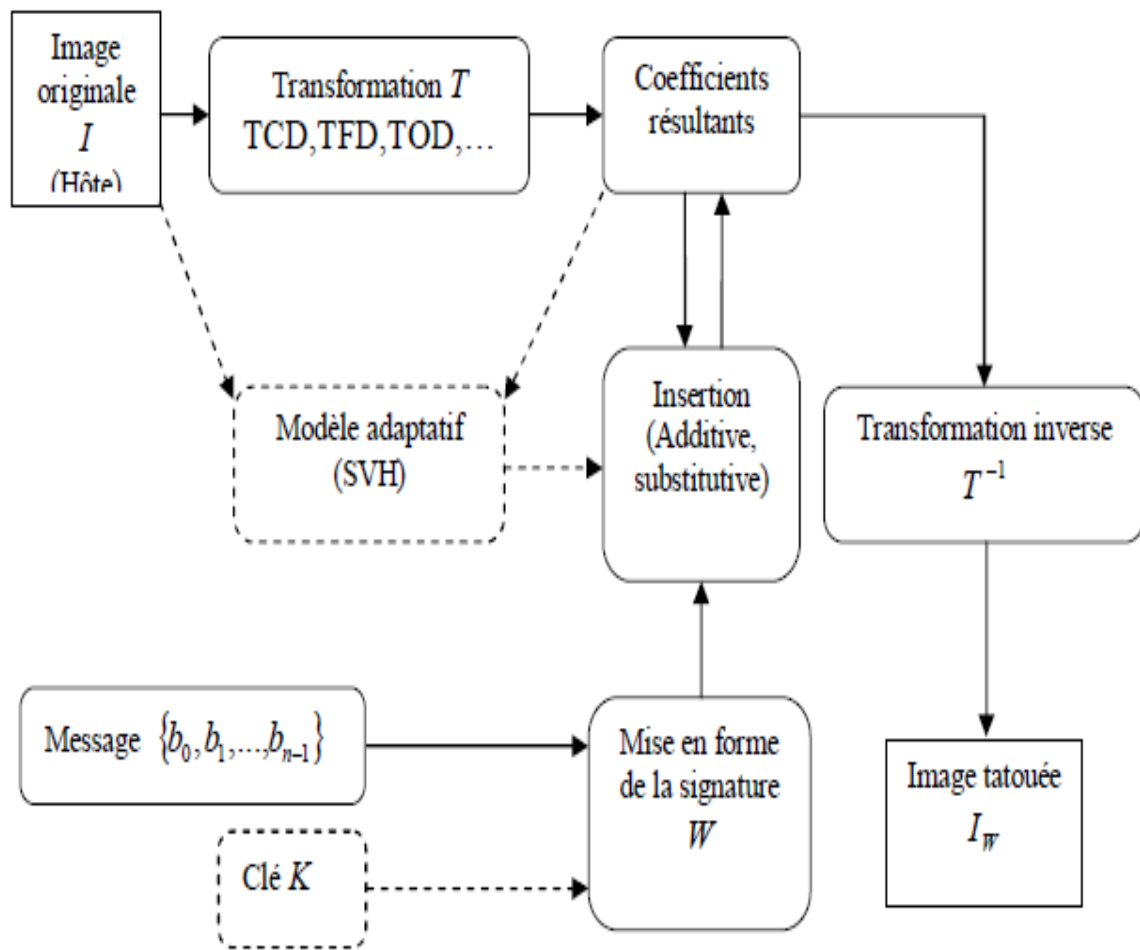 Image
originale
I
(Hôte)
Transformation T
TCD,TFD,TOD,...
Coefficients
résultants
Modèle adaptatif
(SVH)
Insertion
(Additive,
substitutive)
Transformation inverse
T⁻¹
Message {b₀,b₁,...,bₙ₋₁}
Mise en forme
de la signature
W
Clé K
Image tatouée
I_W